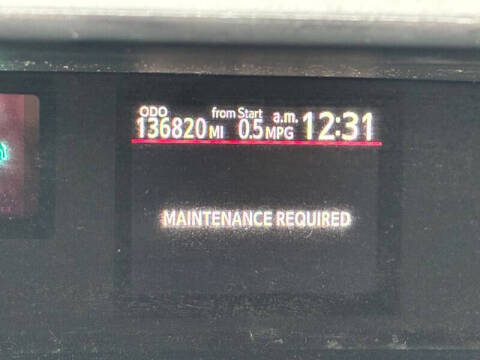 ODO from Start a.m. 12:31
136820 MI 0.5 MPG
MAINTENANCE REQUIRED